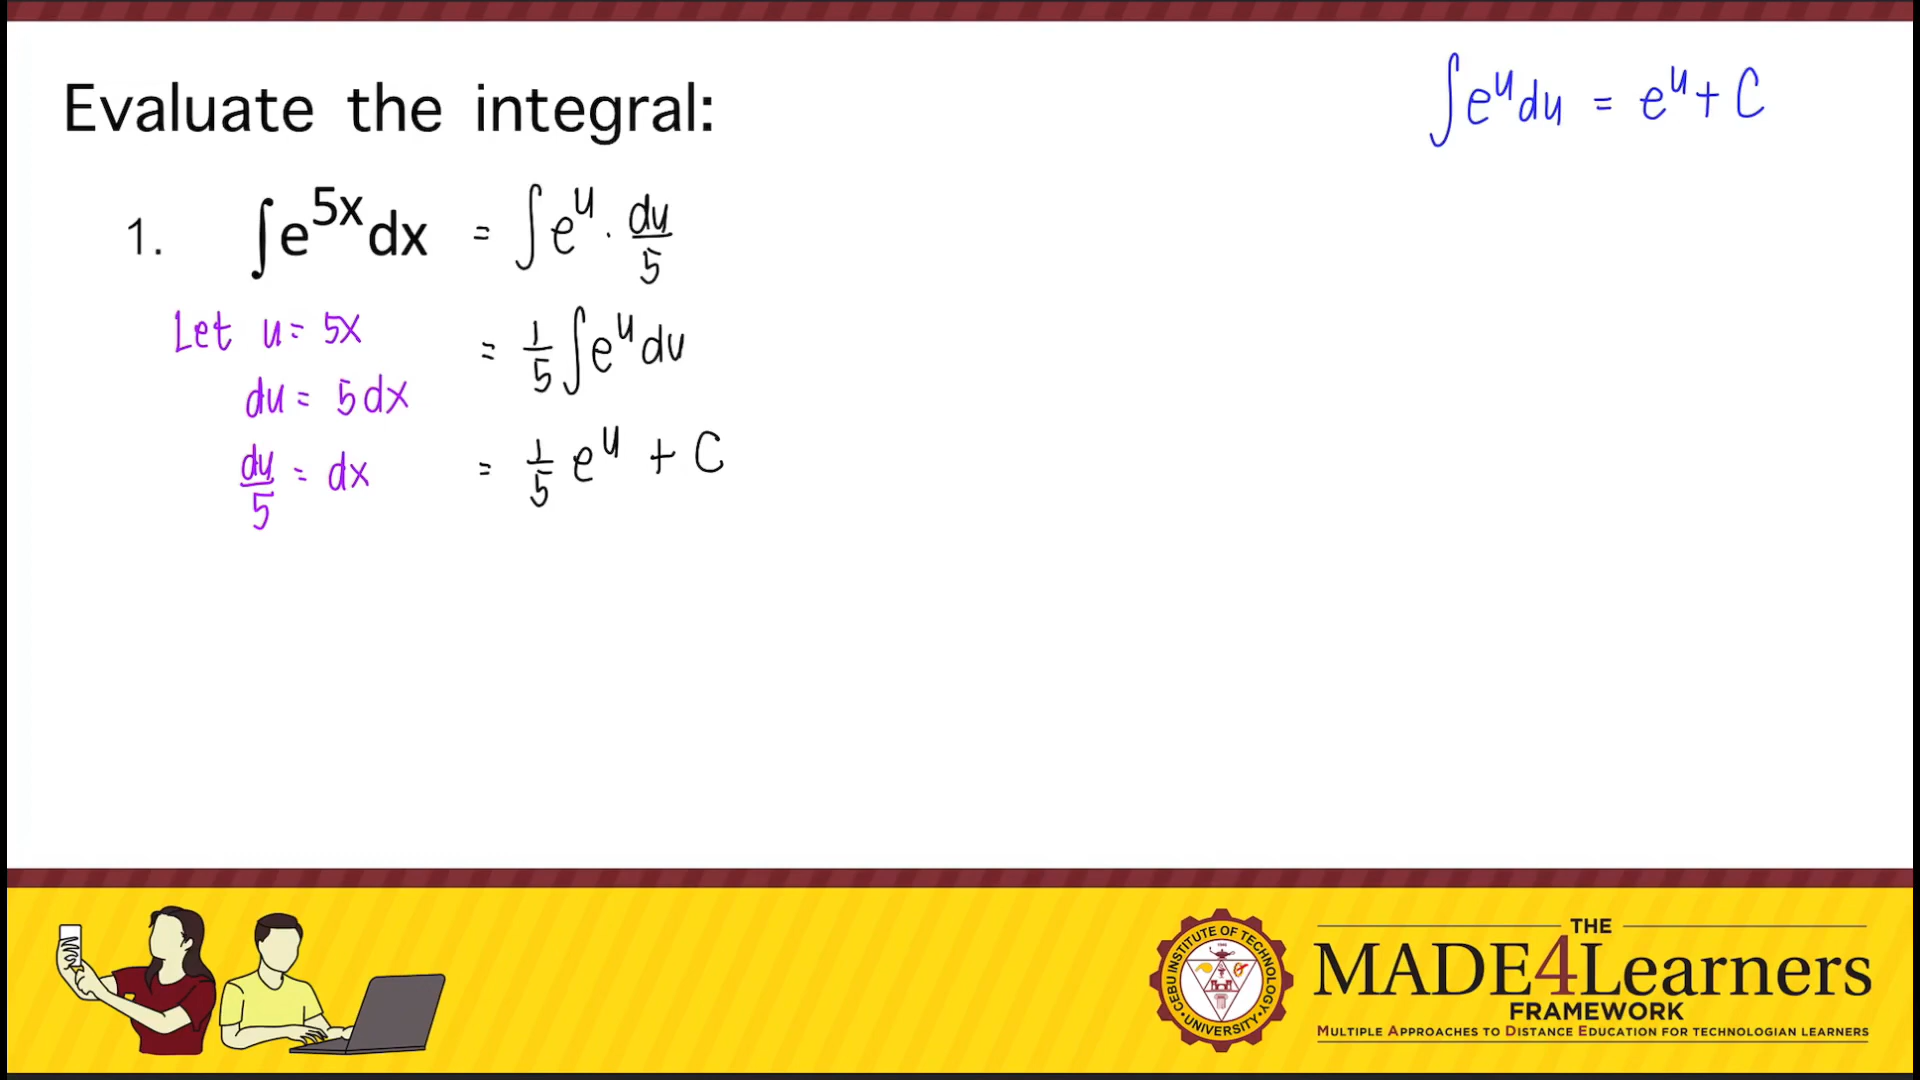 Evaluate the integral:
∫e^u du = e^u + C
1. ∫e^{5x}dx = ∫e^u · du/5
Let u = 5x
= 1/5 ∫e^u du
du = 5dx
du/5 = dx
= 1/5 e^u + C
CEBU INSTITUTE OF TECHNOLOGY
UNIVERSITY
THE
MADE4Learners
FRAMEWORK
MULTIPLE APPROACHES TO DISTANCE EDUCATION FOR TECHNOLOGIAN LEARNERS